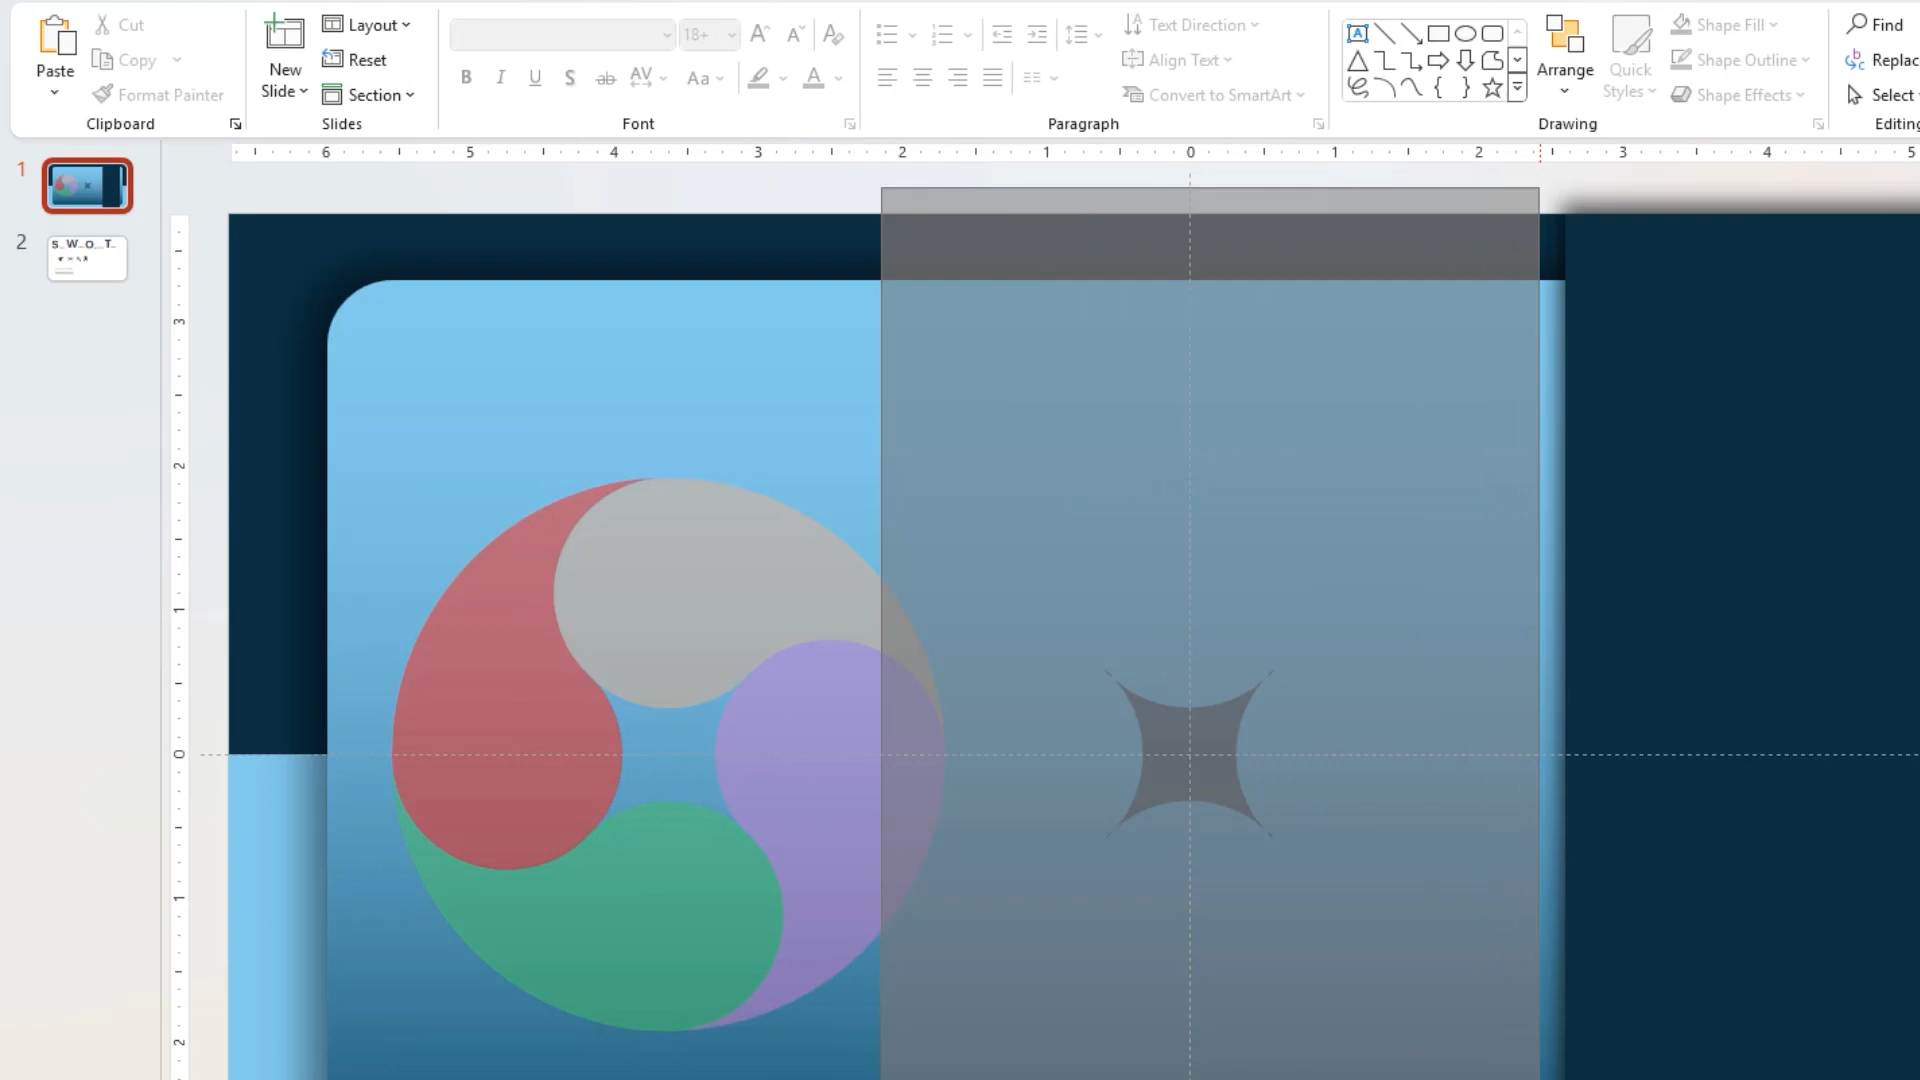 Paste
Cut
Copy
Format Painter
Clipboard
New
Slide
Layout
Reset
Section
Slides
18+
B I U S ab AV Aa A
Font
Text Direction
Align Text
Convert to SmartArt
Paragraph
Arrange
Quick
Styles
Shape Fill
Shape Outline
Shape Effects
Drawing
Find
Replac
Select
Editing
6 5 4 3 2 1 0 1 2 3 4 5
3
2
1
0
1
2
1
2
S W O T